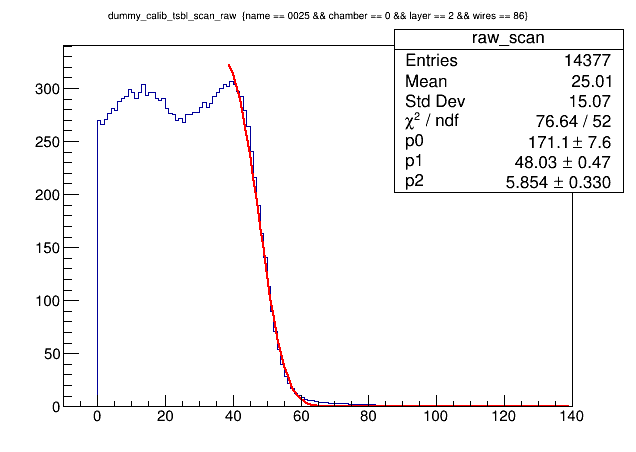 dummy_calib_tsbl_scan_raw {name == 0025 && chamber == 0 && layer == 2 && wires == 86}
raw_scan
Entries 14377
Mean 25.01
Std Dev 15.07
χ² / ndf 76.64 / 52
p0 171.1 ± 7.6
p1 48.03 ± 0.47
p2 5.854 ± 0.330
300
250
200
150
100
50
0
0 20 40 60 80 100 120 140